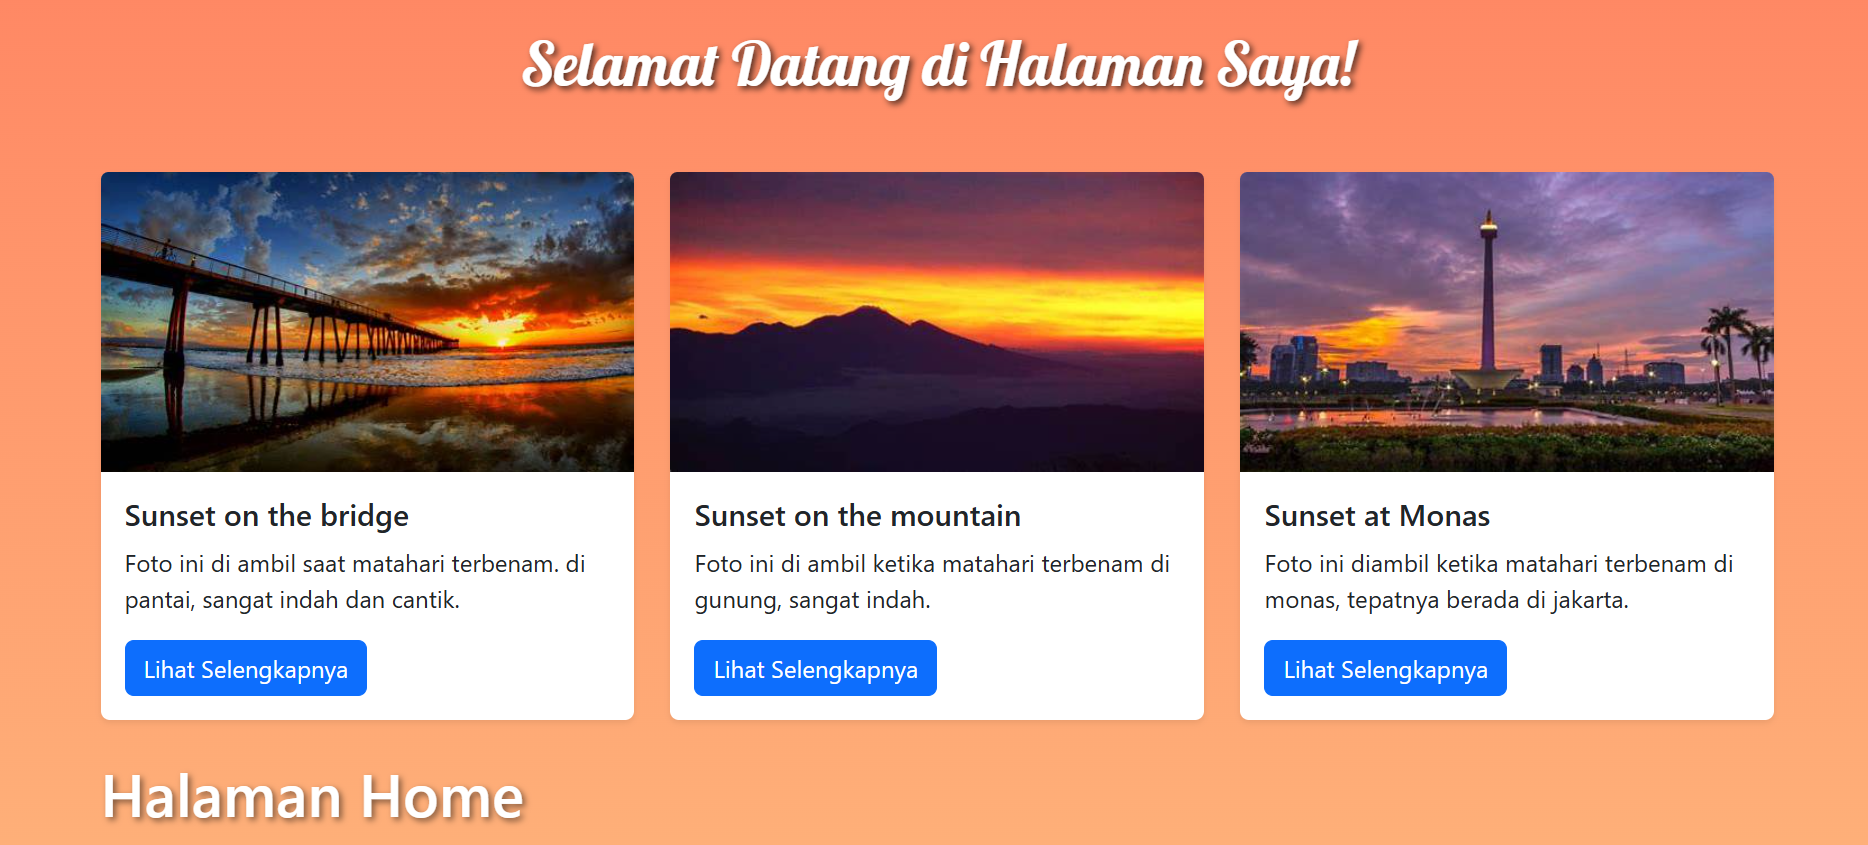 Selamat Datang di Halaman Saya!
Sunset on the bridge
Foto ini di ambil saat matahari terbenam. di
pantai, sangat indah dan cantik.
Lihat Selengkapnya
Sunset on the mountain
Foto ini di ambil ketika matahari terbenam di
gunung, sangat indah.
Lihat Selengkapnya
Sunset at Monas
Foto ini diambil ketika matahari terbenam di
monas, tepatnya berada di jakarta.
Lihat Selengkapnya
Halaman Home